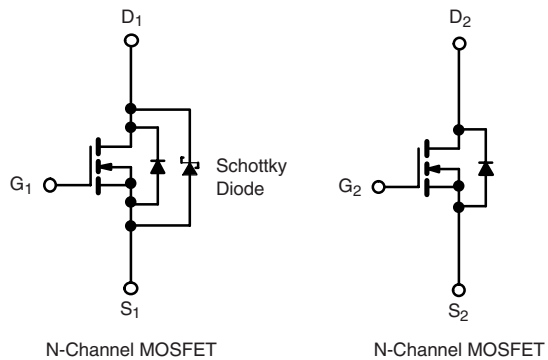 D1
D2
G1
Schottky
Diode
G2
S1
S2
N-Channel MOSFET
N-Channel MOSFET